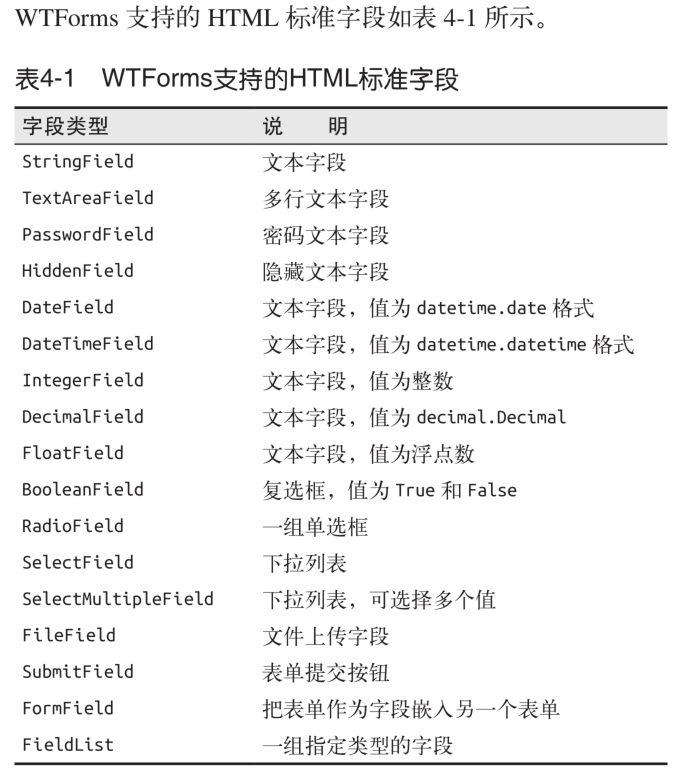 WTForms 支持的 HTML 标准字段如表 4-1 所示。
表4-1 WTForms支持的HTML标准字段
字段类型 说 明
StringField 文本字段
TextAreaField 多行文本字段
PasswordField 密码文本字段
HiddenField 隐藏文本字段
DateField 文本字段，值为 datetime.date 格式
DateTimeField 文本字段，值为 datetime.datetime 格式
IntegerField 文本字段，值为整数
DecimalField 文本字段，值为 decimal.Decimal
FloatField 文本字段，值为浮点数
BooleanField 复选框，值为 True 和 False
RadioField 一组单选框
SelectField 下拉列表
SelectMultipleField 下拉列表，可选择多个值
FileField 文件上传字段
SubmitField 表单提交按钮
FormField 把表单作为字段嵌入另一个表单
FieldList 一组指定类型的字段